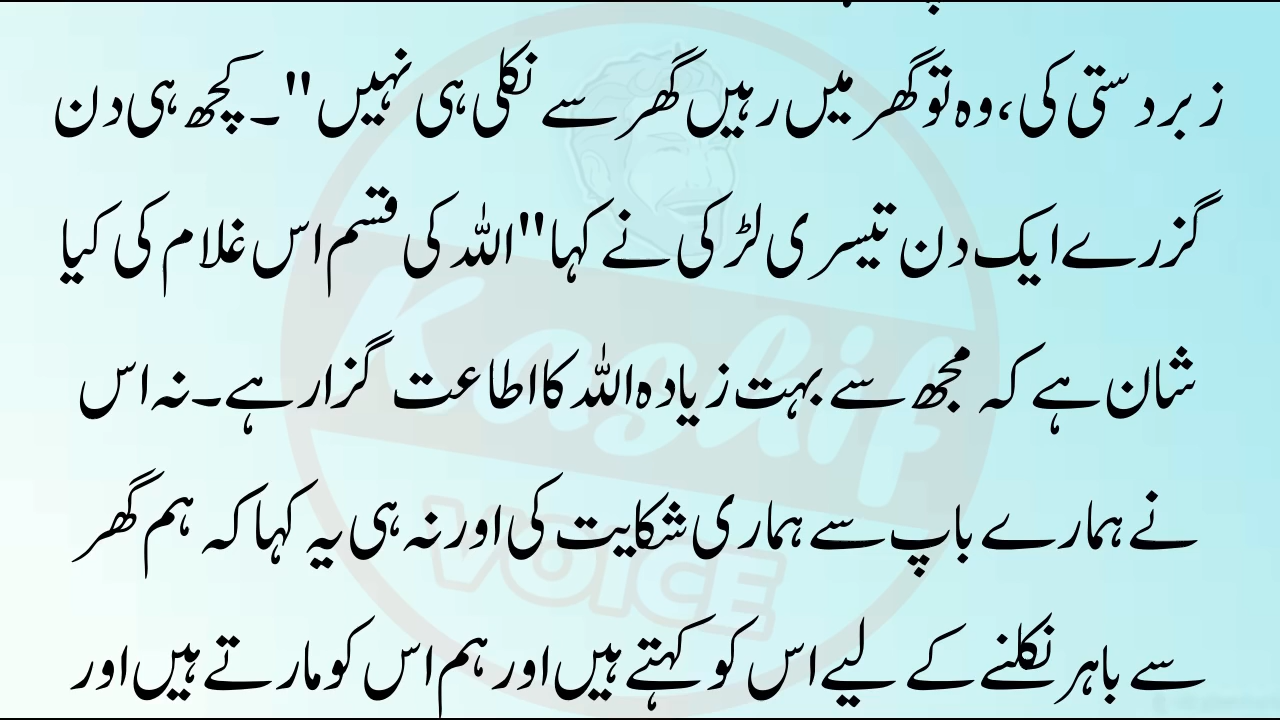 زبردستی کی، وہ تو گھر میں رہیں گھر سے نکلی ہی نہیں"۔ کچھ ہی دن
گزرے ایک دن تیسری لڑکی نے کہا "اللہ کی قسم اس غلام کی کیا
شان ہے کہ مجھ سے بہت زیادہ اللہ کا اطاعت گزار ہے۔ نہ اس
نے ہمارے باپ سے ہماری شکایت کی اور نہ ہی یہ کہا کہ ہم گھر
سے باہر نکلنے کے لیے اس کو کہتے ہیں اور ہم اس کو مارتے ہیں اور
Kashif
VOICE